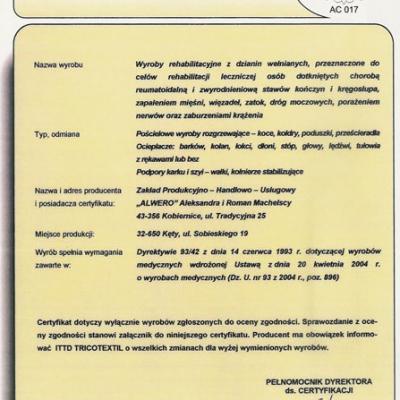 AC 017
Nazwa wyrobu
Wyroby rehabilitacyjne z dzianin wełnianych, przeznaczone do
celów rehabilitacji leczniczej osób dotkniętych chorobą
reumatoidalną i zwyrodnieniową stawów kończyn i kręgosłupa,
zapaleniem mięśni, więzadeł, zatok, dróg moczowych, porażeniem
nerwów oraz zaburzeniami krążenia
Typ, odmiana
Pościelowe wyroby rozgrzewające – koce, kołdry, poduszki, prześcieradła
Ocieplacze: barków, kolan, łokci, dłoni, stóp, głowy, lędźwi, tułowia
z rękawami lub bez
Podpory karku i szyi – wałki, kołnierze stabilizujące
Nazwa i adres producenta
i posiadacza certyfikatu:
Zakład Produkcyjno – Handlowo – Usługowy
„ALWERO” Aleksandra i Roman Machelscy
43-356 Kobiernice, ul. Tradycyjna 25
Miejsce produkcji:
32-650 Kęty, ul. Sobieskiego 19
Wyrób spełnia wymagania
zawarte w:
Dyrektywie 93/42 z dnia 14 czerwca 1993 r. dotyczącej wyrobów
medycznych wdrożonej Ustawą z dnia 20 kwietnia 2004 r.
o wyrobach medycznych (Dz. U. nr 93 z 2004 r., poz. 896)
Certyfikat dotyczy wyłącznie wyrobów zgłoszonych do oceny zgodności. Sprawozdanie z oce-
ny zgodności stanowi załącznik do niniejszego certyfikatu. Producent ma obowiązek informo-
wać ITTD TRICOTEXTIL o wszelkich zmianach dla wyżej wymienionych wyrobów.
PEŁNOMOCNIK DYREKTORA
ds. CERTYFIKACJI